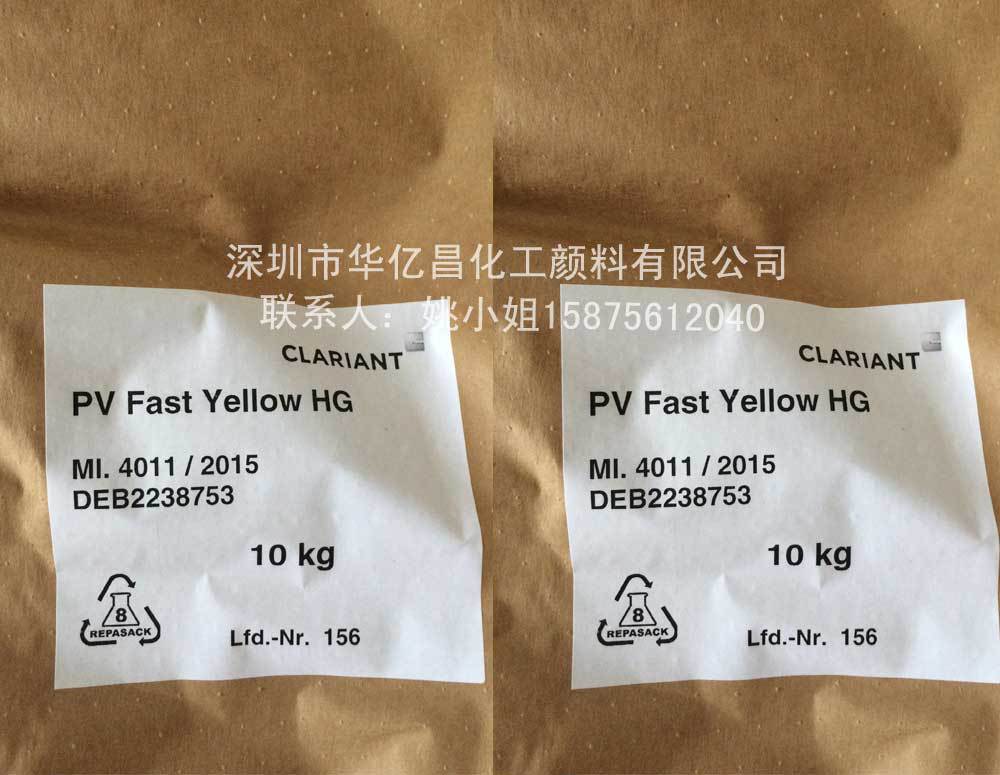 深圳市华亿昌化工颜料有限公司
联系人：姚小姐15875612040
CLARIANT
PV Fast Yellow HG
MI. 4011 / 2015
DEB2238753
10 kg
8
REPASACK
Lfd.-Nr. 156
CLARIANT
PV Fast Yellow HG
MI. 4011 / 2015
DEB2238753
10 kg
8
REPASACK
Lfd.-Nr. 156